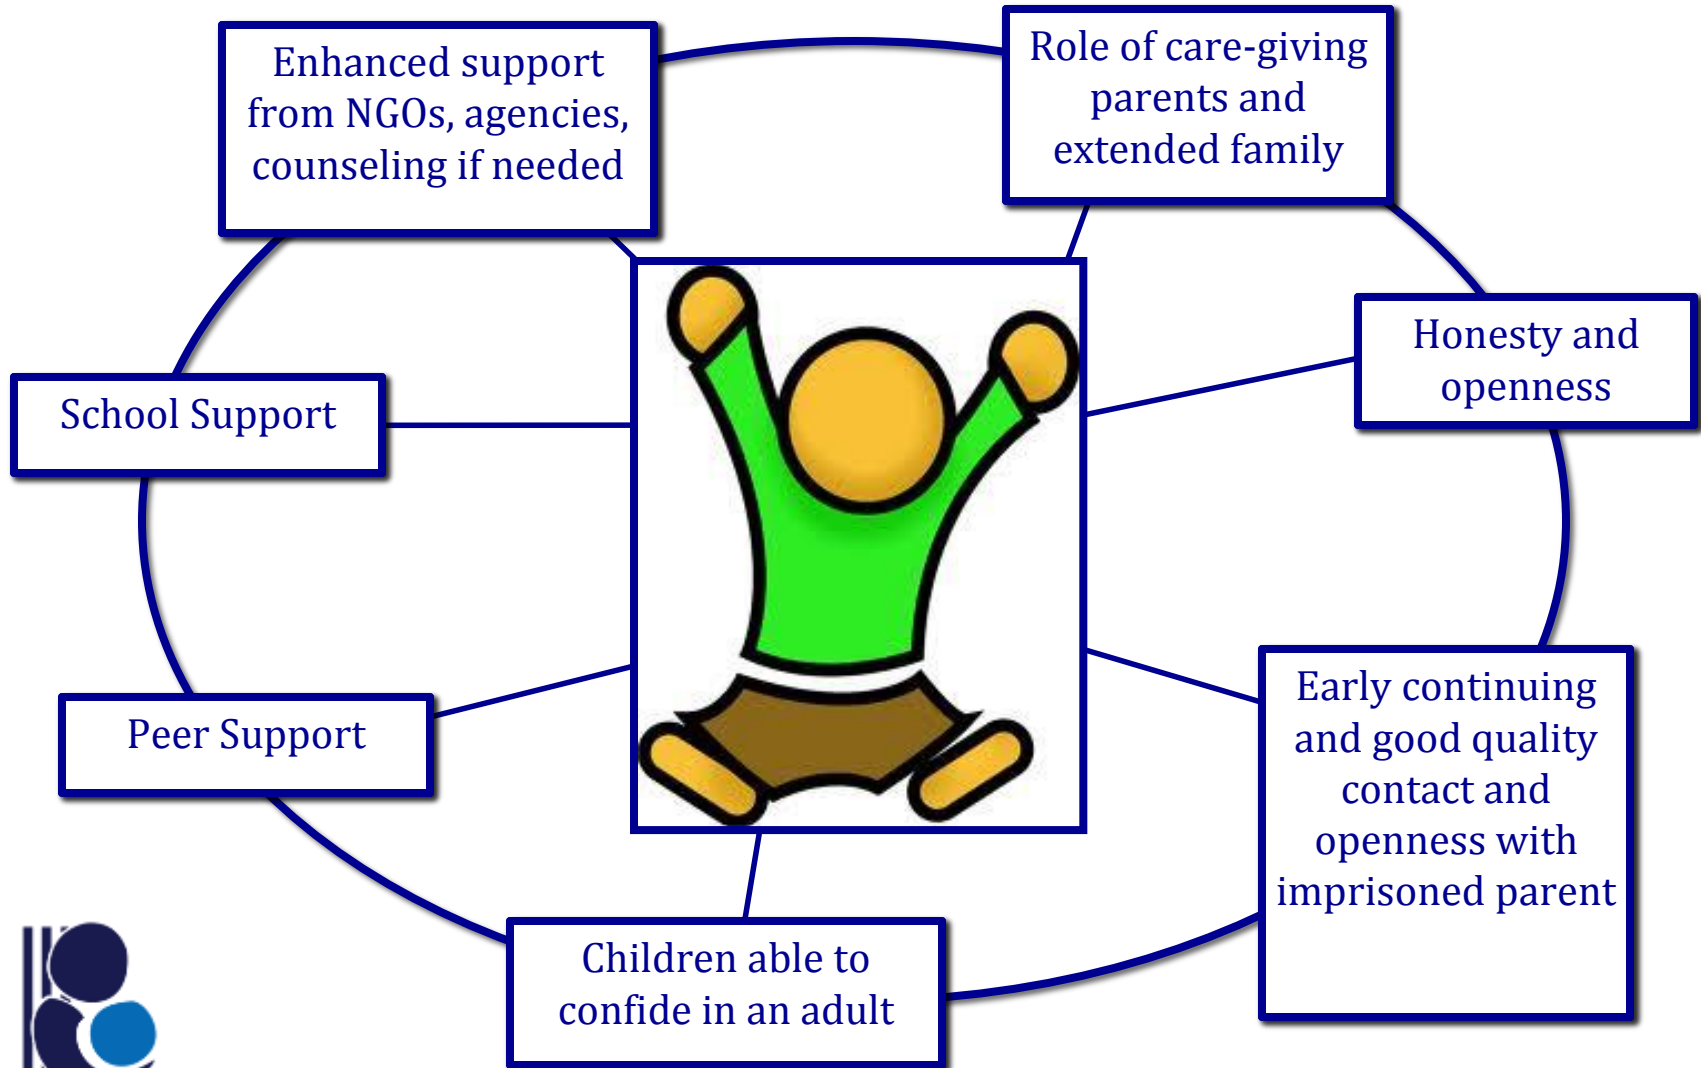 Enhanced support
from NGOs, agencies,
counseling if needed
Role of care-giving
parents and
extended family
Honesty and
openness
School Support
Early continuing
and good quality
contact and
openness with
imprisoned parent
Peer Support
Children able to
confide in an adult